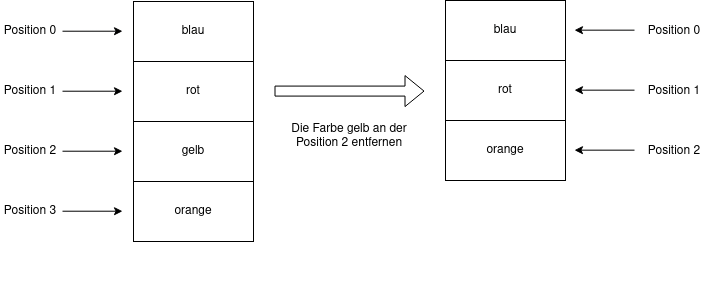 Position 0
blau
Position 1
rot
Position 2
gelb
Position 3
orange
Die Farbe gelb an der
Position 2 entfernen
blau
Position 0
rot
Position 1
orange
Position 2